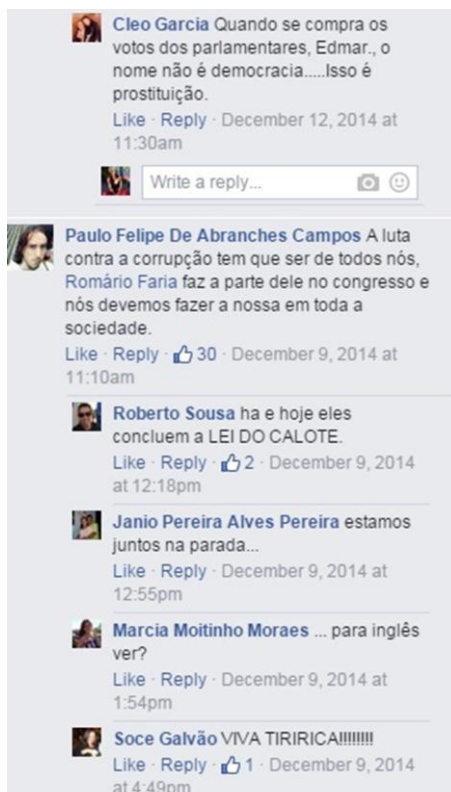 Cleo Garcia Quando se compra os
votos dos parlamentares, Edmar., o
nome não é democracia.....Isso é
prostituição.
Like · Reply · December 12, 2014 at
11:30am
Write a reply...
Paulo Felipe De Abranches Campos A luta
contra a corrupção tem que ser de todos nós,
Romário Faria faz a parte dele no congresso e
nós devemos fazer a nossa em toda a
sociedade.
Like · Reply · 30 · December 9, 2014 at
11:10am
Roberto Sousa ha e hoje eles
concluem a LEI DO CALOTE.
Like · Reply · 2 · December 9, 2014
at 12:18pm
Janio Pereira Alves Pereira estamos
juntos na parada...
Like · Reply · December 9, 2014 at
12:55pm
Marcia Moitinho Moraes ... para inglês
ver?
Like · Reply · December 9, 2014 at
1:54pm
Soce Galvão VIVA TIRIRICA!!!!!!!!
Like · Reply · 1 · December 9, 2014
at 4:49pm